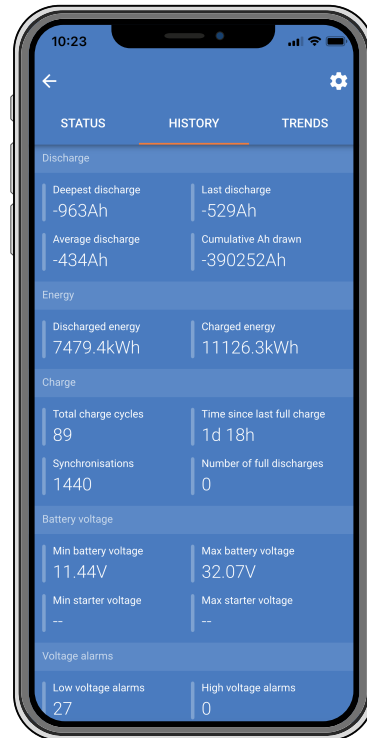 10:23
STATUS HISTORY TRENDS
Discharge
Deepest discharge Last discharge
-963Ah -529Ah
Average discharge Cumulative Ah drawn
-434Ah -390252Ah
Energy
Discharged energy Charged energy
7479.4kWh 11126.3kWh
Charge
Total charge cycles Time since last full charge
89 1d 18h
Synchronisations Number of full discharges
1440 0
Battery voltage
Min battery voltage Max battery voltage
11.44V 32.07V
Min starter voltage Max starter voltage
-- --
Voltage alarms
Low voltage alarms High voltage alarms
27 0